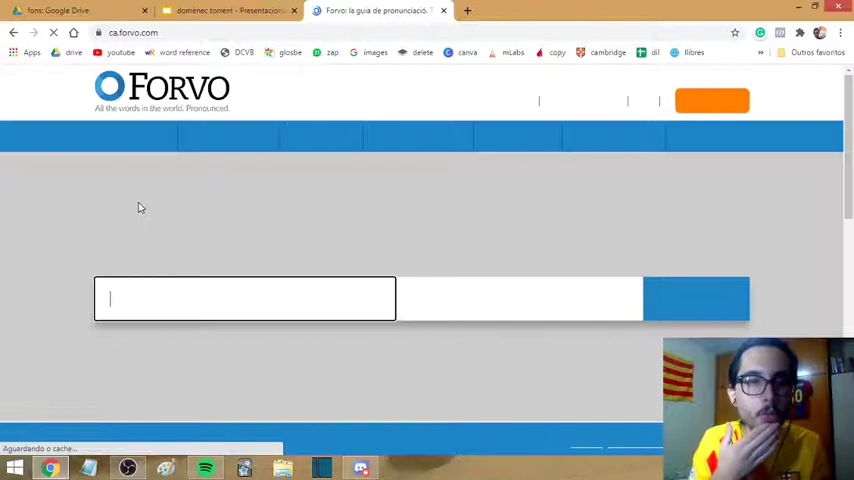 fons: Google Drive
domènec torrent - Presentacions
Forvo: la guia de pronunciació. T
ca.forvo.com
Apps
drive
youtube
word reference
DCVB
glosbe
zap
images
delete
canva
mLabs
copy
cambridge
dil
llibres
Outros favoritos
FORVO
All the words in the world. Pronounced.
Aguardando o cache...